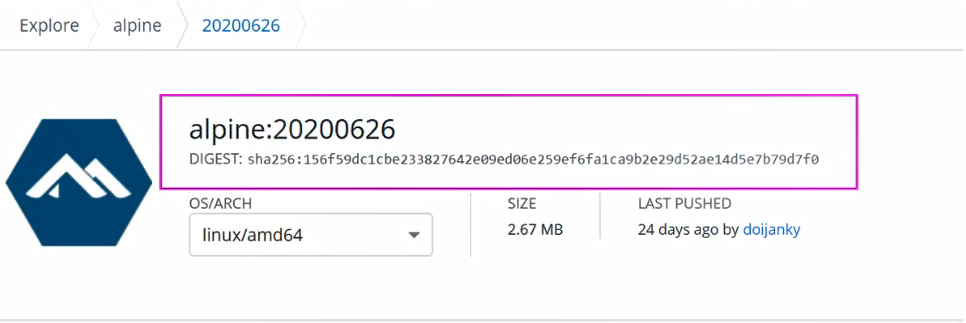 Explore alpine 20200626
alpine:20200626
DIGEST: sha256:156f59dc1cbe233827642e09ed06e259ef6fa1ca9b2e29d52ae14d5e7b79d7f0
OS/ARCH SIZE LAST PUSHED
linux/amd64 2.67 MB 24 days ago by doijanky